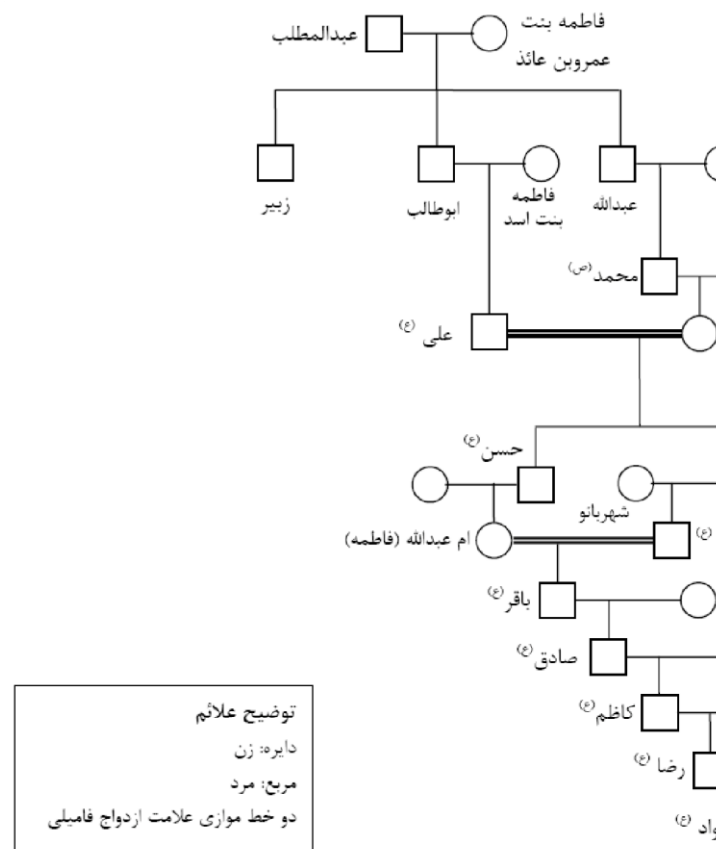 فاطمه بنت
عمروبن عائذ
عبدالمطلب
عبدالله
فاطمه
بنت اسد
ابوطالب
زبیر
محمد (ص)
علی (ع)
حسن (ع)
شهربانو
(ع)
ام عبدالله (فاطمه)
باقر (ع)
صادق (ع)
کاظم (ع)
رضا (ع)
(ع)
توضیح علائم
دایره: زن
مربع: مرد
دو خط موازی علامت ازدواج فامیلی